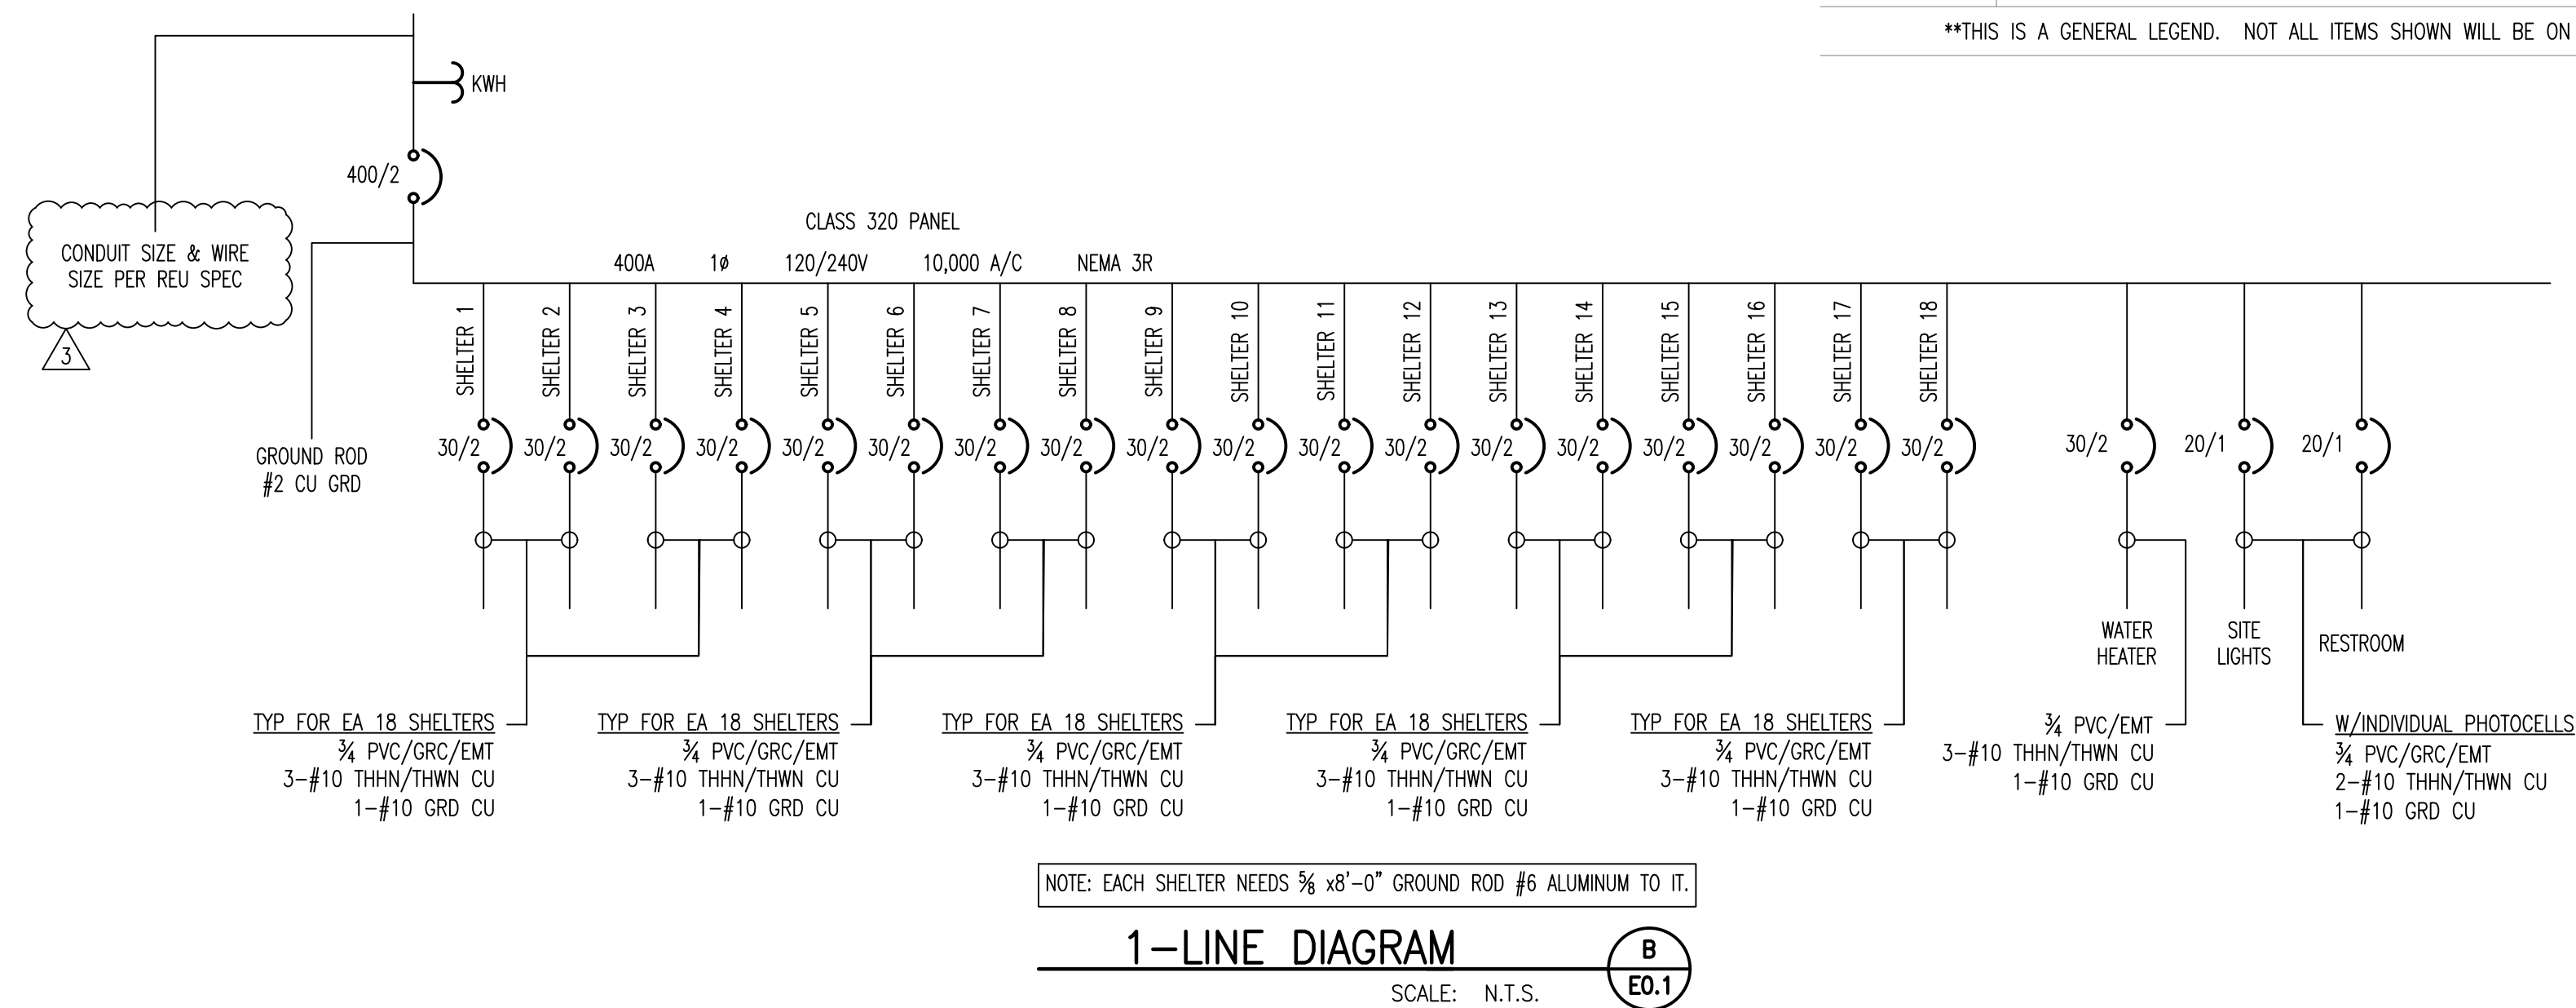 **THIS IS A GENERAL LEGEND. NOT ALL ITEMS SHOWN WILL BE ON
KWH
400/2
CONDUIT SIZE & WIRE
SIZE PER REU SPEC
3
GROUND ROD
#2 CU GRD
CLASS 320 PANEL
400A 1ø 120/240V 10,000 A/C NEMA 3R
SHELTER 1
SHELTER 2
SHELTER 3
SHELTER 4
SHELTER 5
SHELTER 6
SHELTER 7
SHELTER 8
SHELTER 9
SHELTER 10
SHELTER 11
SHELTER 12
SHELTER 13
SHELTER 14
SHELTER 15
SHELTER 16
SHELTER 17
SHELTER 18
30/2 30/2 30/2 30/2 30/2 30/2 30/2 30/2 30/2 30/2 30/2 30/2 30/2 30/2 30/2 30/2 30/2 30/2 30/2 20/1 20/1
WATER
HEATER
SITE
LIGHTS
RESTROOM
TYP FOR EA 18 SHELTERS
¾ PVC/GRC/EMT
3-#10 THHN/THWN CU
1-#10 GRD CU
TYP FOR EA 18 SHELTERS
¾ PVC/GRC/EMT
3-#10 THHN/THWN CU
1-#10 GRD CU
TYP FOR EA 18 SHELTERS
¾ PVC/GRC/EMT
3-#10 THHN/THWN CU
1-#10 GRD CU
TYP FOR EA 18 SHELTERS
¾ PVC/GRC/EMT
3-#10 THHN/THWN CU
1-#10 GRD CU
TYP FOR EA 18 SHELTERS
¾ PVC/GRC/EMT
3-#10 THHN/THWN CU
1-#10 GRD CU
¾ PVC/EMT
3-#10 THHN/THWN CU
1-#10 GRD CU
W/INDIVIDUAL PHOTOCELLS
¾ PVC/GRC/EMT
2-#10 THHN/THWN CU
1-#10 GRD CU
NOTE: EACH SHELTER NEEDS ⅝ x8'-0" GROUND ROD #6 ALUMINUM TO IT.
1-LINE DIAGRAM
B
E0.1
SCALE: N.T.S.